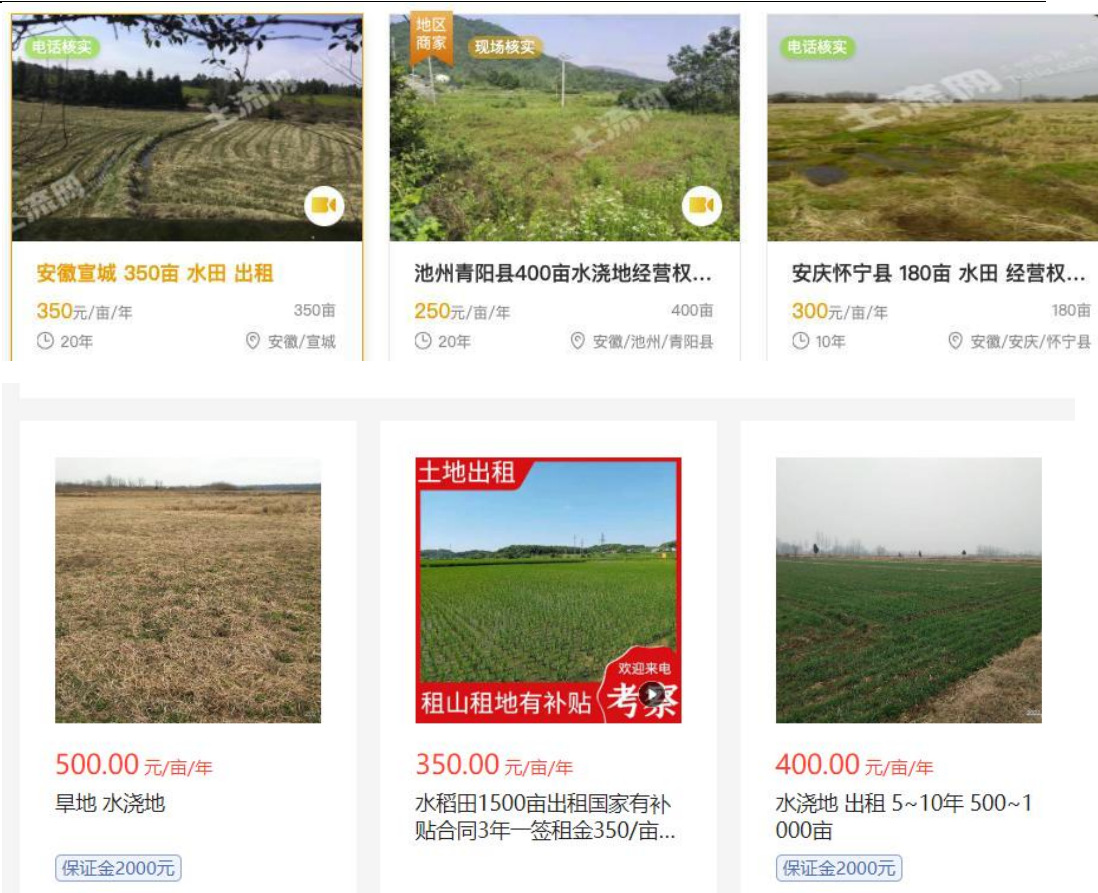 电话核实
土流网
土流网
安徽宣城 350亩 水田 出租
350元/亩/年
350亩
20年
安徽/宣城
地区
商家
现场核实
土流网
池州青阳县400亩水浇地经营权...
250元/亩/年
400亩
20年
安徽/池州/青阳县
电话核实
土流网
安庆怀宁县 180亩 水田 经营权...
300元/亩/年
180亩
10年
安徽/安庆/怀宁县
500.00 元/亩/年
旱地 水浇地
保证金2000元
土地出租
欢迎来电
考察
租山租地有补贴
350.00 元/亩/年
水稻田1500亩出租国家有补
贴合同3年一签租金350/亩...
400.00 元/亩/年
水浇地 出租 5~10年 500~1
000亩
保证金2000元